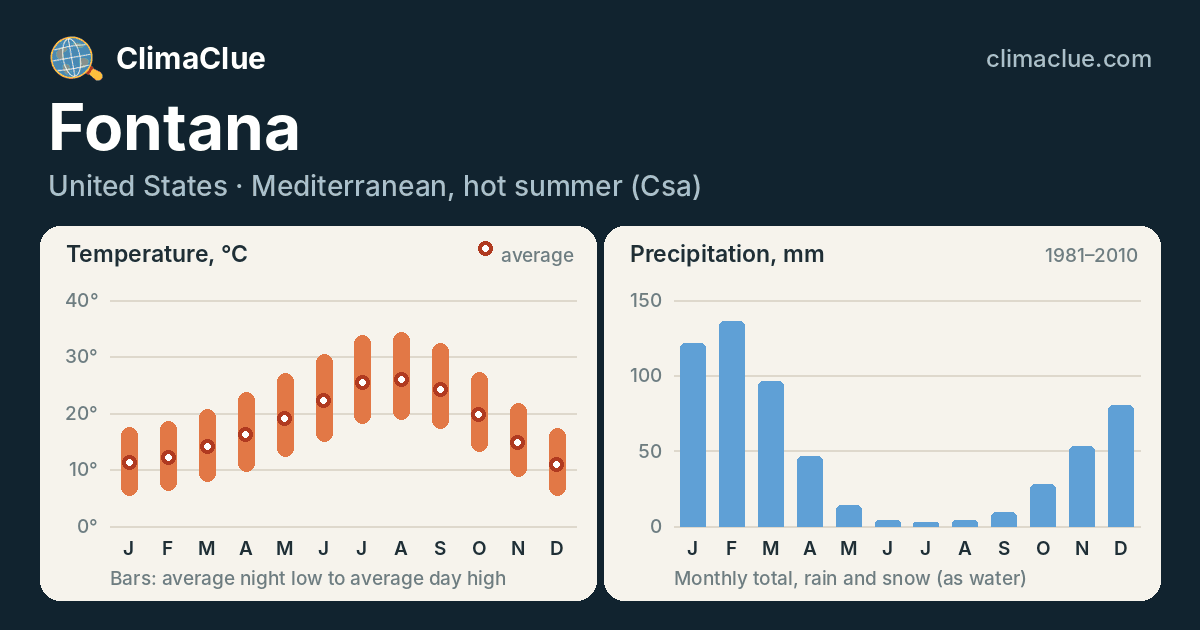 ClimaClue
climaclue.com
Fontana
United States · Mediterranean, hot summer (Csa)
Temperature, °C
average
40°
30°
20°
10°
0°
J F M A M J J A S O N D
Bars: average night low to average day high
Precipitation, mm
1981–2010
150
100
50
0
J F M A M J J A S O N D
Monthly total, rain and snow (as water)